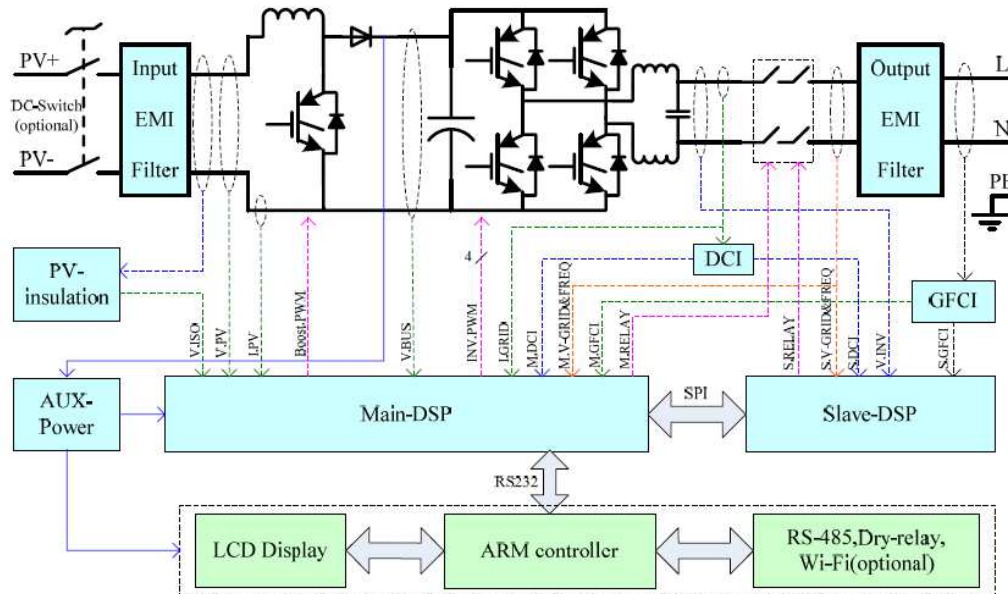 PV+
DC-Switch
(optional)
PV-
Input
EMI
Filter
Output
EMI
Filter
L
N
PE
PV-
insulation
DCI
GFCI
4
V.ISO
V.PV
I.PV
Boost.PWM
V.BUS
INV.PWM
I.GRID
M.DCI
M.V-GRID&FREQ
M.GFCI
M.RELAY
S.RELAY
S.V-GRID&FREQ
S.DCI
V.INV
S.GFCI
AUX-
Power
Main-DSP
SPI
Slave-DSP
RS232
LCD Display
ARM controller
RS-485,Dry-relay,
Wi-Fi(optional)